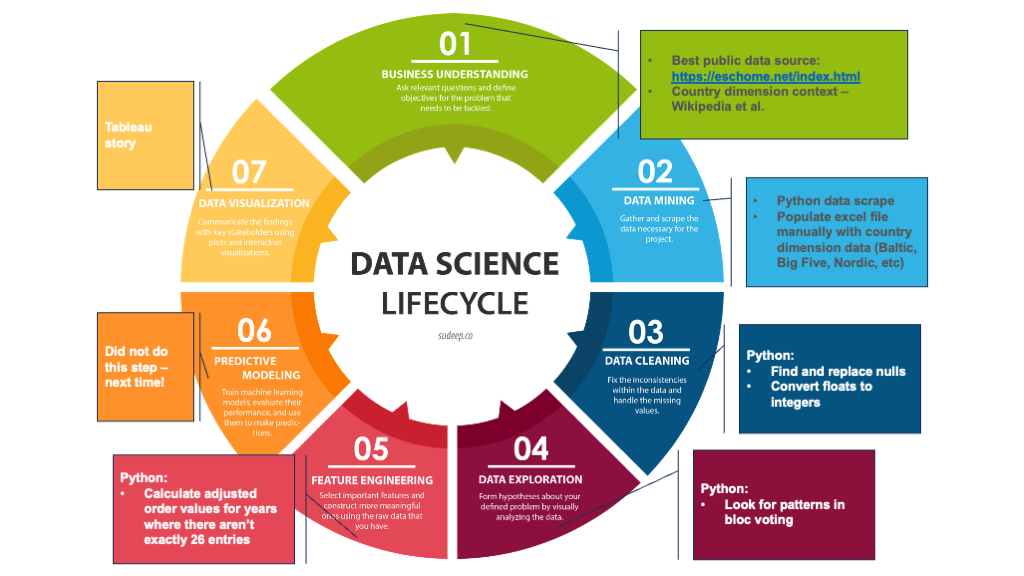 01
BUSINESS UNDERSTANDING
Ask relevant questions and define
objectives for the problem that
needs to be tackled.
• Best public data source:
https://eschome.net/index.html
• Country dimension context –
Wikipedia et al.
02
DATA MINING
Gather and scrape the
data necessary for the
project.
• Python data scrape
• Populate excel file
manually with country
dimension data (Baltic,
Big Five, Nordic, etc)
03
DATA CLEANING
Fix the inconsistencies
within the data and
handle the missing
values.
Python:
• Find and replace nulls
• Convert floats to
integers
04
DATA EXPLORATION
Form hypotheses about your
defined problem by visually
analyzing the data.
Python:
• Look for patterns in
bloc voting
05
FEATURE ENGINEERING
Select important features and
construct more meaningful
ones using the raw data that
you have.
Python:
• Calculate adjusted
order values for years
where there aren't
exactly 26 entries
06
PREDICTIVE
MODELING
Train machine learning
models, evaluate their
performance, and use
them to make predic-
tions.
Did not do
this step –
next time!
07
DATA VISUALIZATION
Communicate the findings
with key stakeholders using
plots and interactive
visualizations.
Tableau
story
DATA SCIENCE
LIFECYCLE
sudeep.co